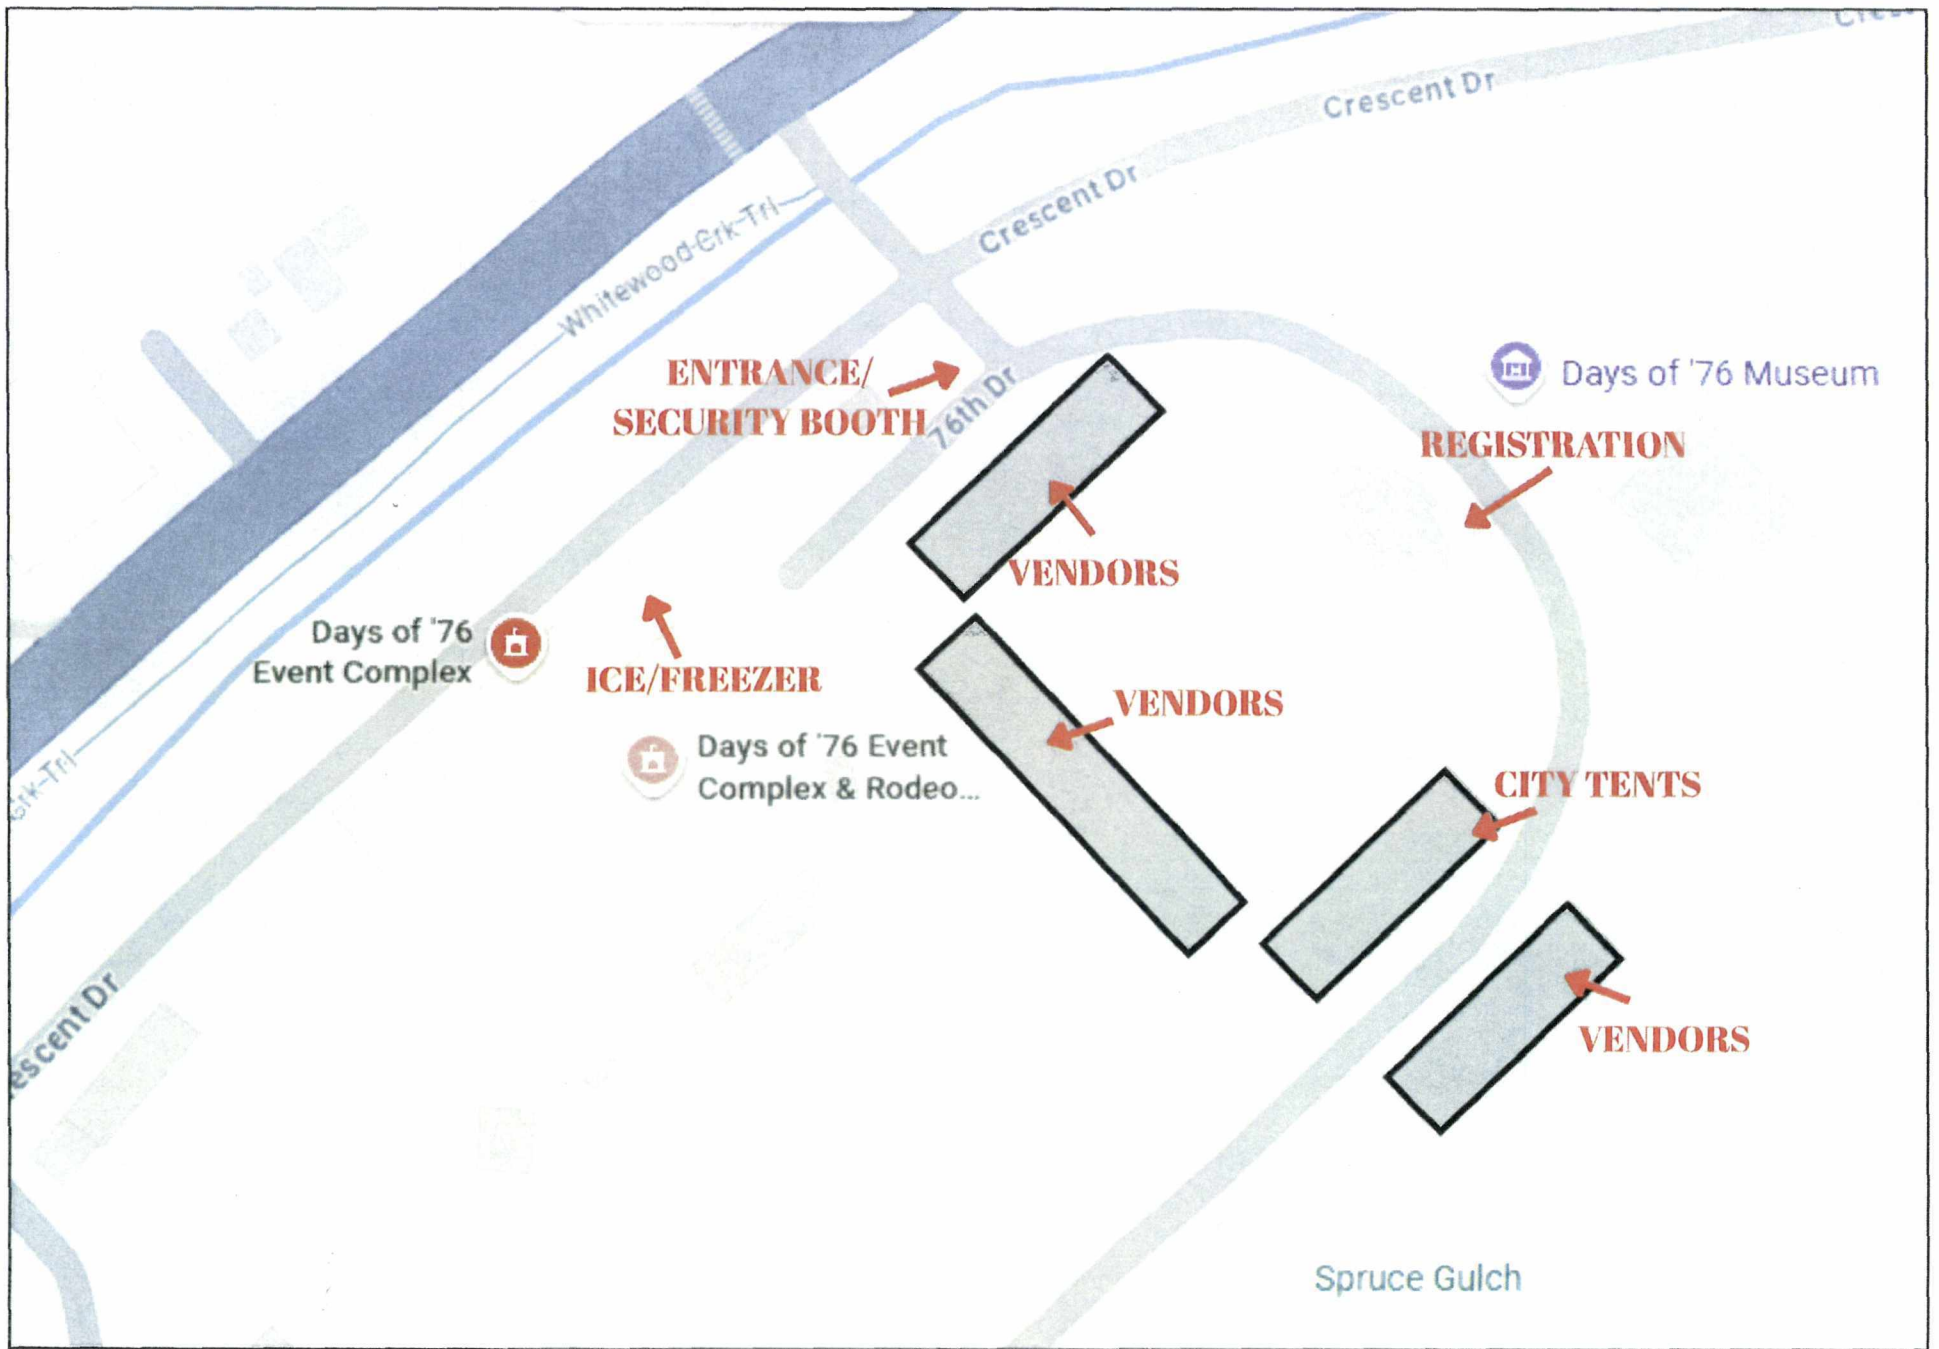 Crescent Dr
Crescent Dr
Whitewood Crk Trl
ENTRANCE/
SECURITY BOOTH
76th Dr
Days of '76 Museum
REGISTRATION
VENDORS
Days of '76
Event Complex
ICE/FREEZER
VENDORS
Days of '76 Event
Complex & Rodeo...
CITY TENTS
Crk Trl
escent Dr
VENDORS
Spruce Gulch